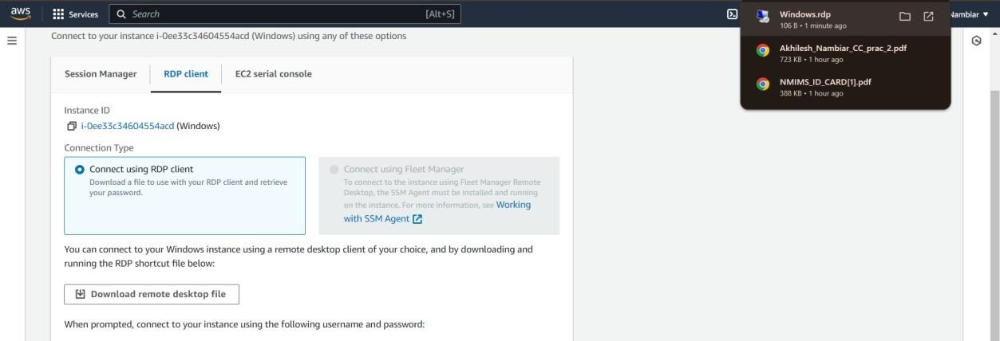 aws
Services
Search
[Alt+S]
Nambiar
Windows.rdp
106 B • 1 minute ago
Akhilesh_Nambiar_CC_prac_2.pdf
723 KB • 1 hour ago
NMIMS_ID_CARD[1].pdf
388 KB • 1 hour ago
Connect to your instance i-0ee33c34604554acd (Windows) using any of these options
Session Manager
RDP client
EC2 serial console
Instance ID
i-0ee33c34604554acd (Windows)
Connection Type
Connect using RDP client
Download a file to use with your RDP client and retrieve
your password.
Connect using Fleet Manager
To connect to the instance using Fleet Manager Remote
Desktop, the SSM Agent must be installed and running
on the instance. For more information, see Working
with SSM Agent
You can connect to your Windows instance using a remote desktop client of your choice, and by downloading and
running the RDP shortcut file below:
Download remote desktop file
When prompted, connect to your instance using the following username and password: